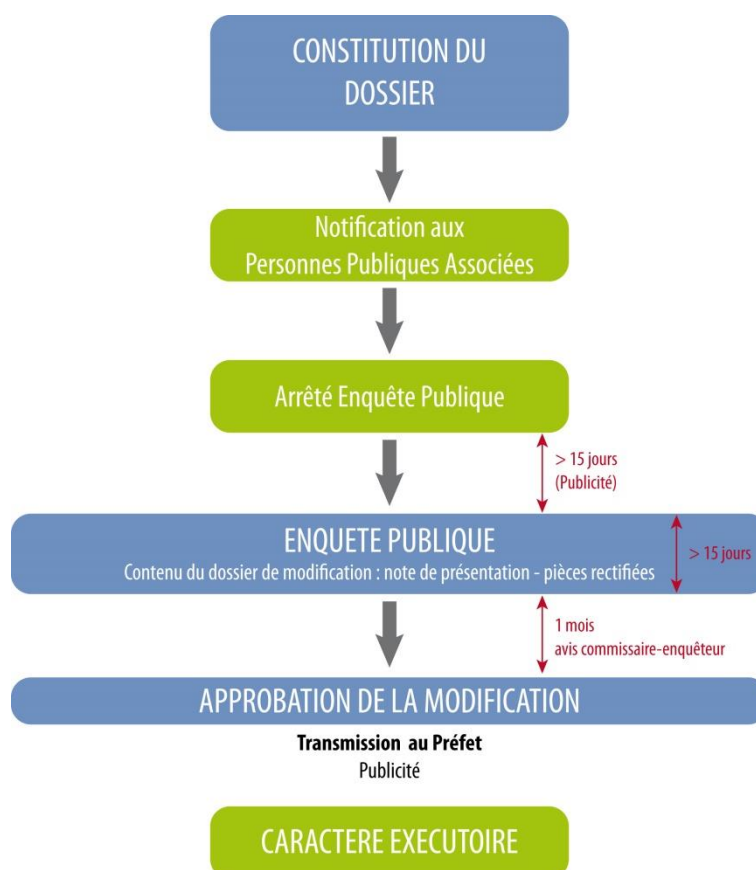 CONSTITUTION DU
DOSSIER
Notification aux
Personnes Publiques Associées
Arrêté Enquête Publique
> 15 jours
(Publicité)
ENQUETE PUBLIQUE
Contenu du dossier de modification : note de présentation - pièces rectifiées
> 15 jours
1 mois
avis commissaire-enquêteur
APPROBATION DE LA MODIFICATION
Transmission au Préfet
Publicité
CARACTERE EXECUTOIRE